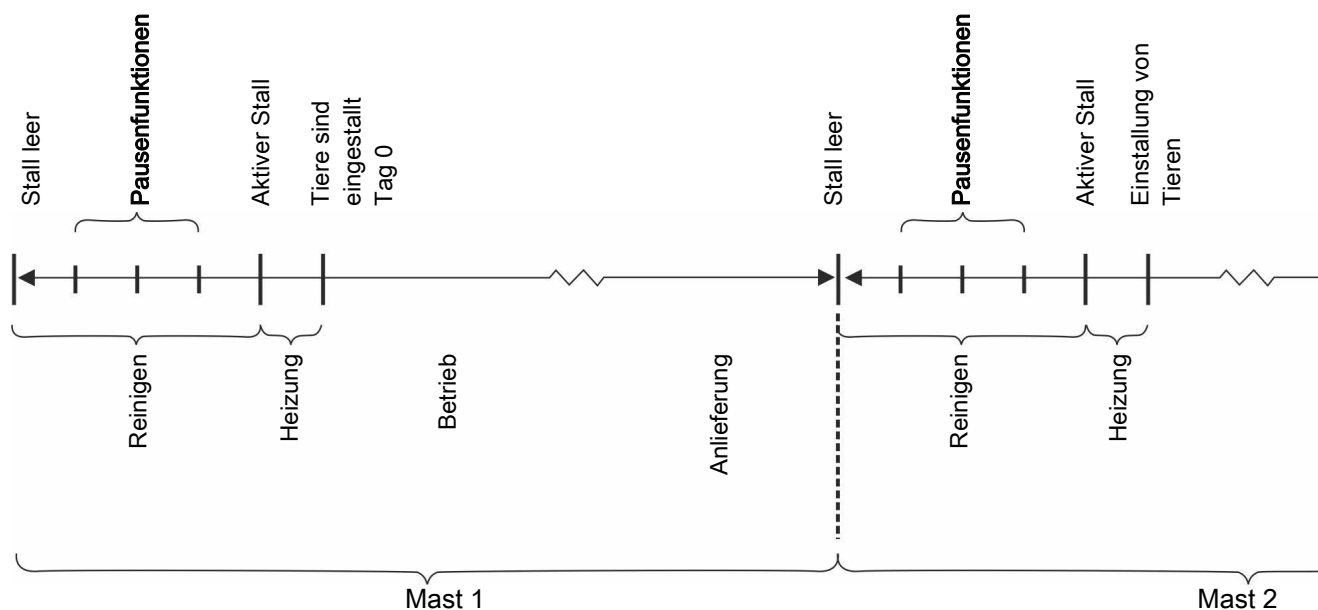 Stall leer
Pausenfunktionen
Aktiver Stall
Tiere sind
eingestallt
Tag 0
Stall leer
Pausenfunktionen
Aktiver Stall
Einstallung von
Tieren
Reinigen
Heizung
Betrieb
Anlieferung
Reinigen
Heizung
Mast 1
Mast 2